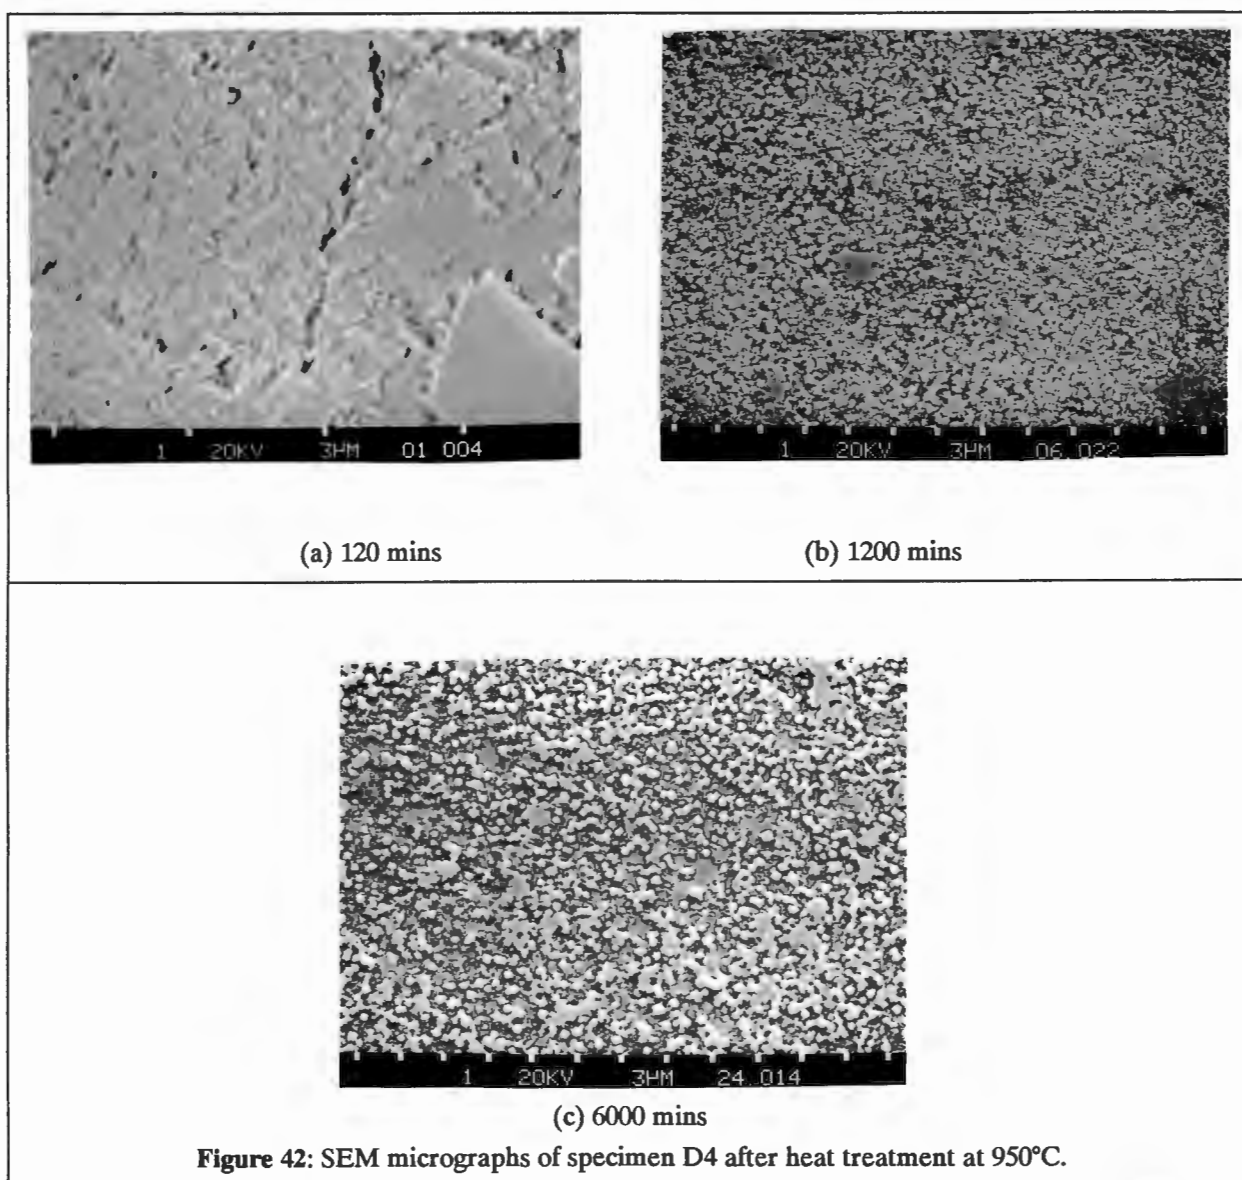 1 20KV 3HM 01 004
1 20KV 3HM 06.022
(a) 120 mins
(b) 1200 mins
1 20KV 3HM 24.014
(c) 6000 mins
Figure 42: SEM micrographs of specimen D4 after heat treatment at 950°C.